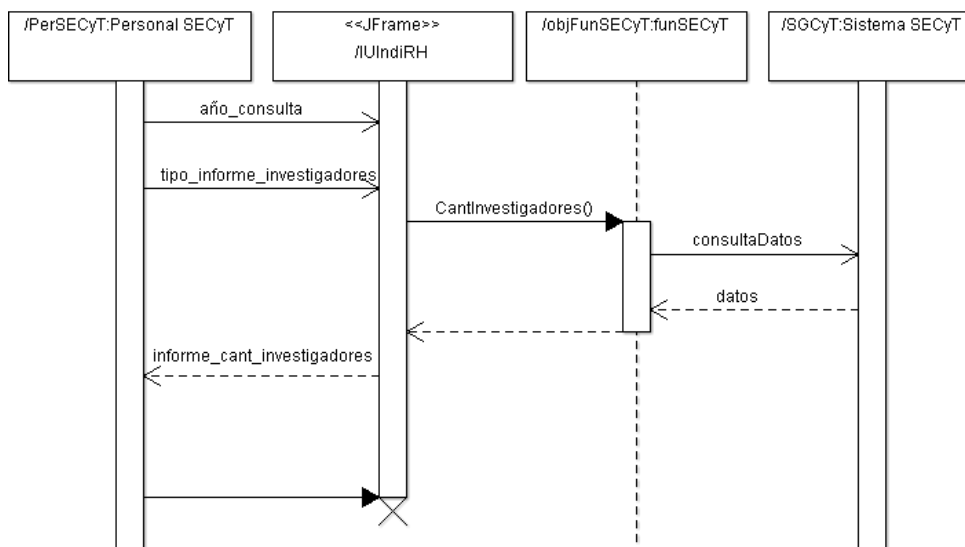 /PerSECyT:Personal SECyT
<<JFrame>>
/IUIndiRH
/objFunSECyT:funSECyT
/SGCyT:Sistema SECyT
año_consulta
tipo_informe_investigadores
CantInvestigadores()
consultaDatos
datos
informe_cant_investigadores